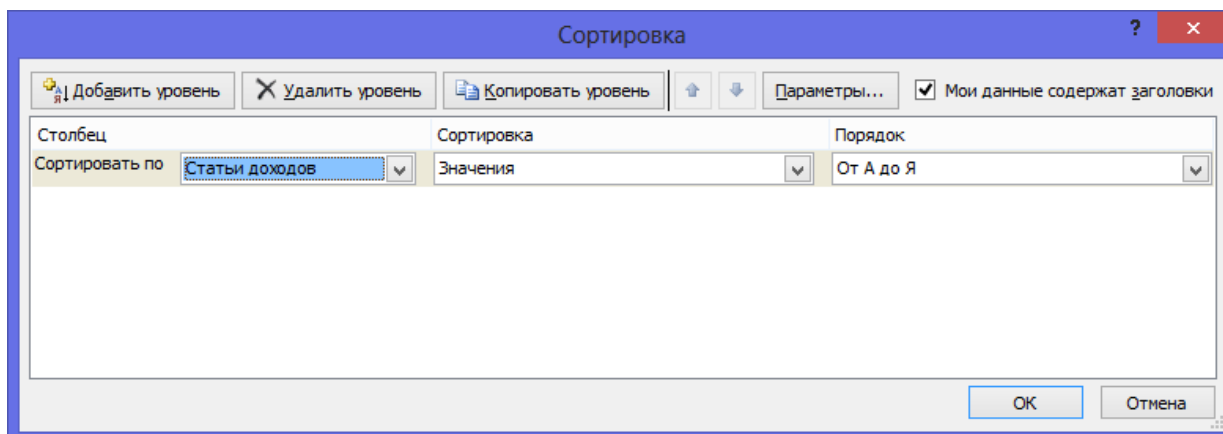 Сортировка
?
Добавить уровень Удалить уровень Копировать уровень Параметры... Мои данные содержат заголовки
Столбец Сортировка Порядок
Сортировать по Статьи доходов Значения От А до Я
ОК Отмена